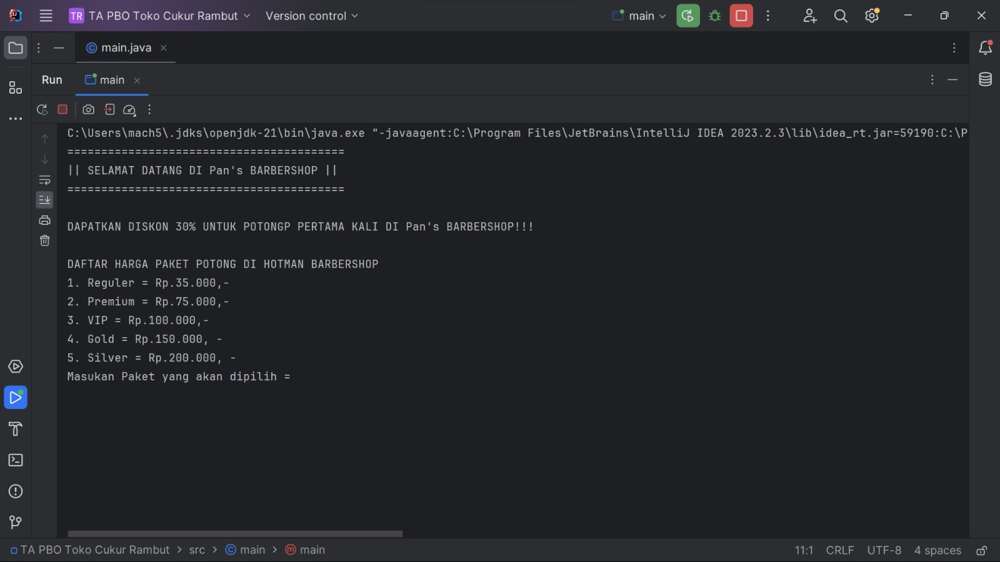 TR TA PBO Toko Cukur Rambut Version control main
main.java
Run main
C:\Users\mach5\.jdks\openjdk-21\bin\java.exe "-javaagent:C:\Program Files\JetBrains\IntelliJ IDEA 2023.2.3\lib\idea_rt.jar=59190:C:\P
=========================================
|| SELAMAT DATANG DI Pan's BARBERSHOP ||
=========================================
DAPATKAN DISKON 30% UNTUK POTONGP PERTAMA KALI DI Pan's BARBERSHOP!!!
DAFTAR HARGA PAKET POTONG DI HOTMAN BARBERSHOP
1. Reguler = Rp.35.000,-
2. Premium = Rp.75.000,-
3. VIP = Rp.100.000,-
4. Gold = Rp.150.000, -
5. Silver = Rp.200.000, -
Masukan Paket yang akan dipilih =
TA PBO Toko Cukur Rambut > src > main > main 11:1 CRLF UTF-8 4 spaces